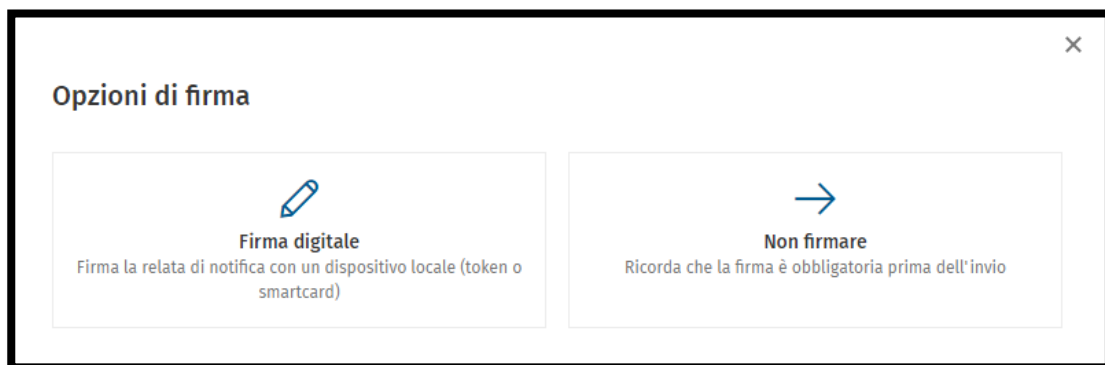 Opzioni di firma
Firma digitale
Firma la relata di notifica con un dispositivo locale (token o
smartcard)
Non firmare
Ricorda che la firma è obbligatoria prima dell'invio